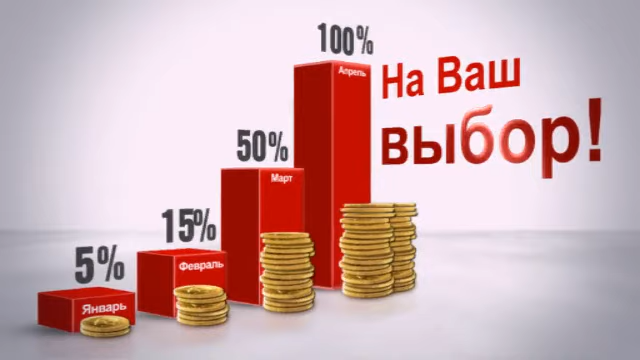 100%
Апрель
На Ваш
выбор!
50%
Март
15%
Февраль
5%
Январь